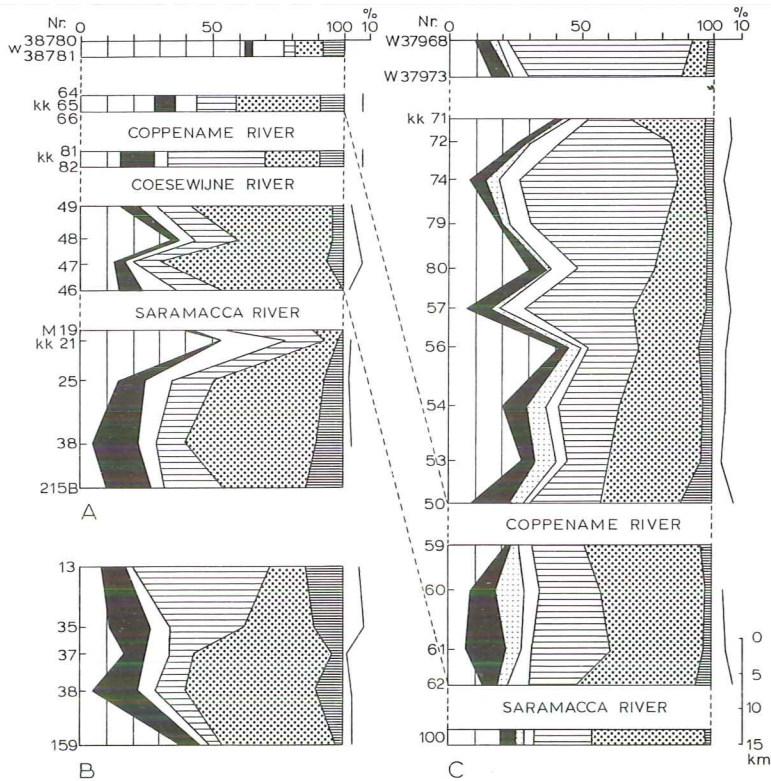 Nr. 0 50 100 % 10
W 38780
38781
64
kk 65
66
COPPENAME RIVER
kk 81
82
COESEWIJNE RIVER
49
48
47
46
SARAMACCA RIVER
M 19
kk 21
25
38
215B
A
13
35
37
38
159
B
Nr. 0 50 100 % 10
W37968
W37973
kk 71
72
74
79
80
57
56
54
53
50
COPPENAME RIVER
59
60
61
62
SARAMACCA RIVER
100
C
0
5
10
15
km